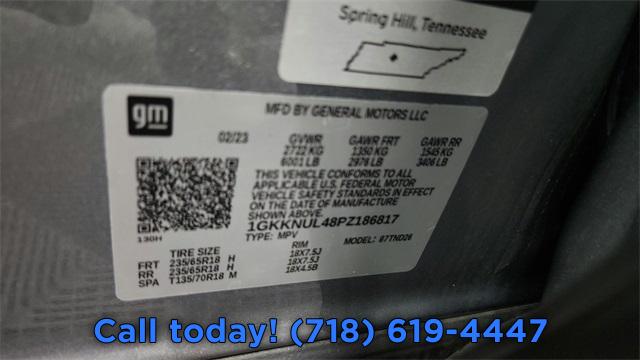 Spring Hill, Tennessee
gm
MFD BY GENERAL MOTORS LLC
02/23 GVWR GAWR FRT GAWR RR
2722 KG 1350 KG 1545 KG
6001 LB 2976 LB 3406 LB
THIS VEHICLE CONFORMS TO ALL
APPLICABLE U.S. FEDERAL MOTOR
VEHICLE SAFETY STANDARDS IN EFFECT
ON THE DATE OF MANUFACTURE
SHOWN ABOVE.
1GKKNUL48PZ186817
TYPE: MPV MODEL: 87TND26
130H
TIRE SIZE RIM
FRT 235/65R18 H 18X7.5J
RR 235/65R18 H 18X7.5J
SPA T135/70R18 M 18X4.5B
Call today! (718) 619-4447